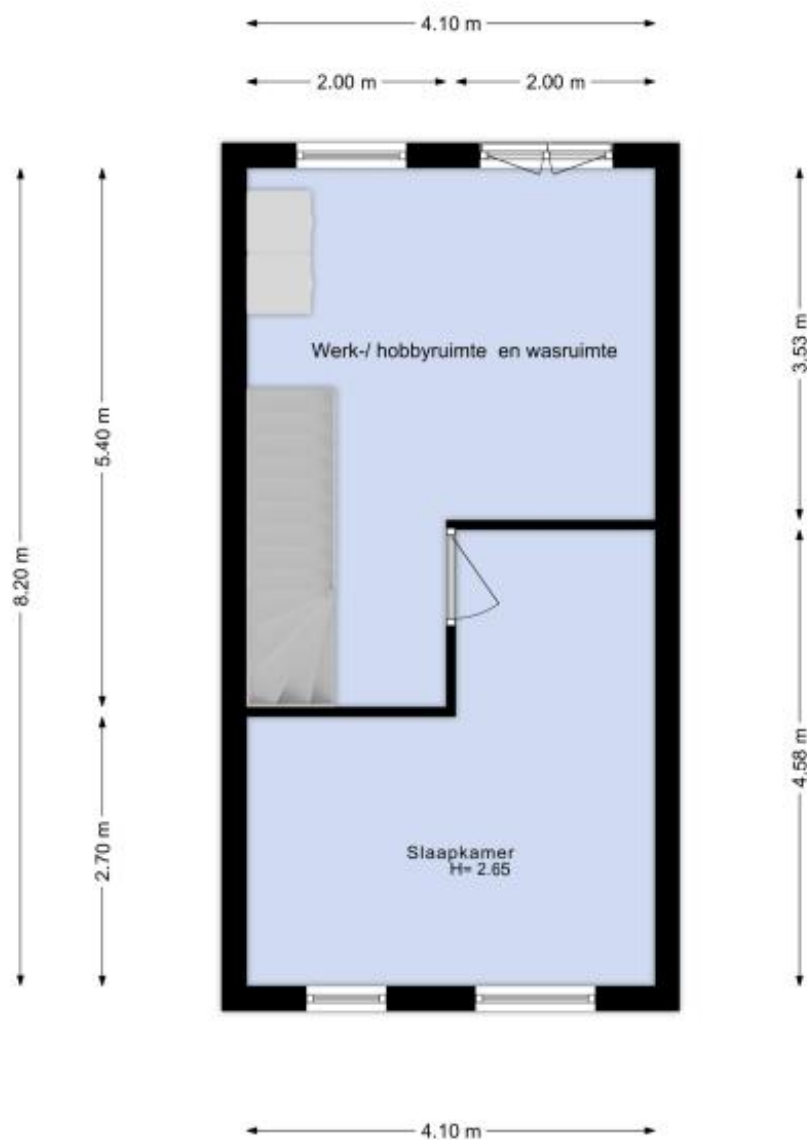 4.10 m
2.00 m
2.00 m
8.20 m
5.40 m
3.53 m
Werk-/ hobbyruimte en wasruimte
2.70 m
4.58 m
Slaapkamer
H= 2.65
4.10 m